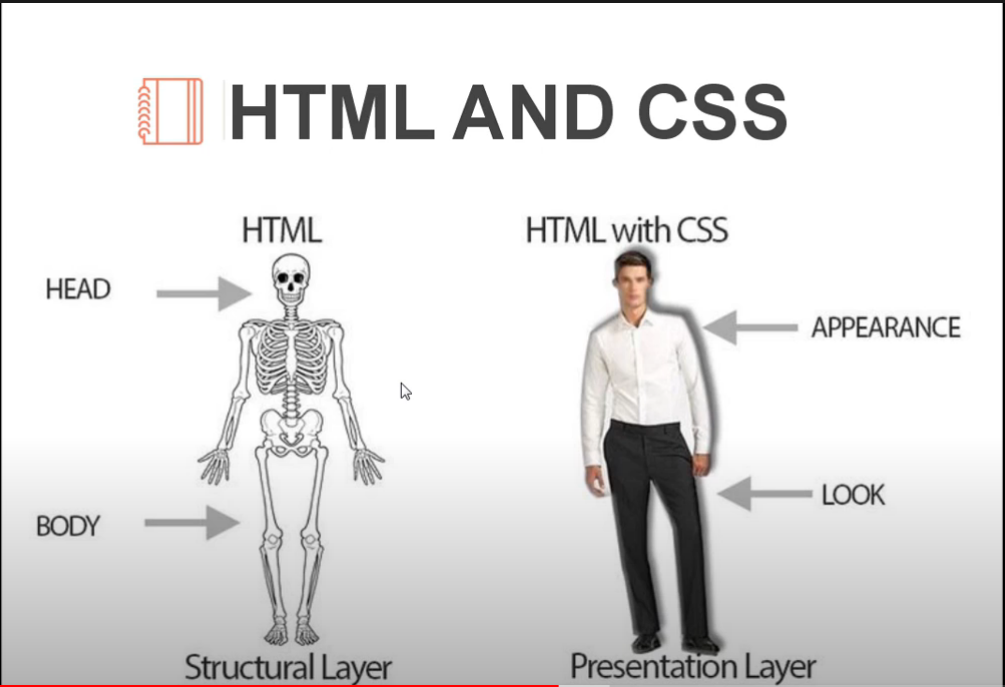 HTML AND CSS
HTML
HTML with CSS
HEAD
APPEARANCE
LOOK
BODY
Structural Layer
Presentation Layer